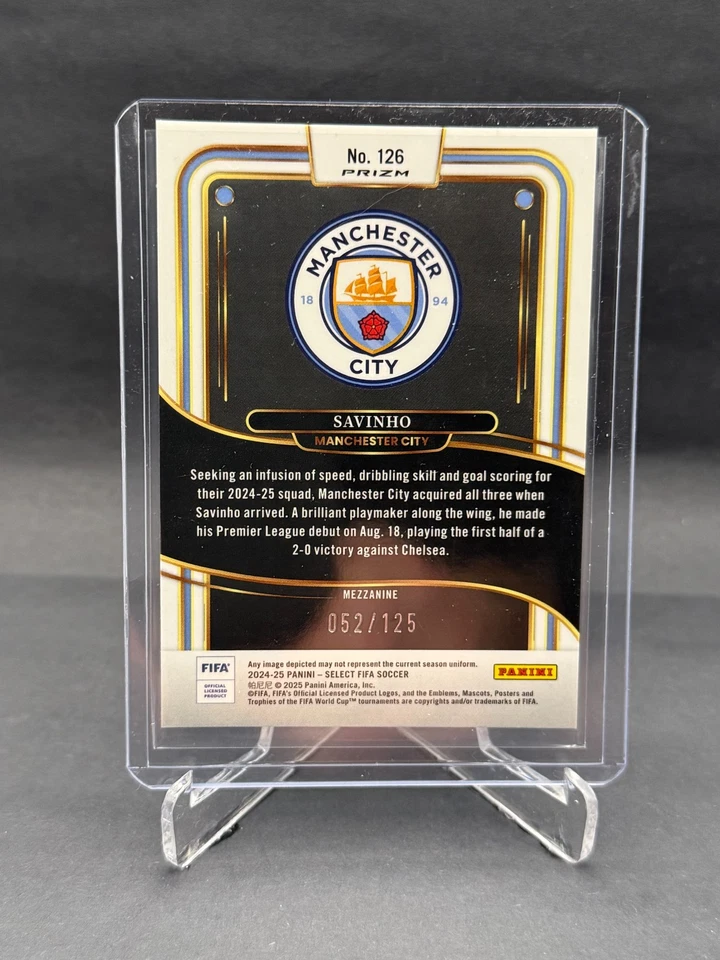 No. 126
PRIZM
MANCHESTER
18 94
CITY
SAVINHO
MANCHESTER CITY
Seeking an infusion of speed, dribbling skill and goal scoring for
their 2024-25 squad, Manchester City acquired all three when
Savinho arrived. A brilliant playmaker along the wing, he made
his Premier League debut on Aug. 18, playing the first half of a
2-0 victory against Chelsea.
MEZZANINE
052/125
FIFA®
OFFICIAL
LICENSED
PRODUCT
Any image depicted may not represent the current season uniform.
2024-25 PANINI – SELECT FIFA SOCCER
帕尼尼 © 2025 Panini America, Inc.
©FIFA, FIFA's Official Licensed Product Logos, and the Emblems, Mascots, Posters and
Trophies of the FIFA World Cup™ tournaments are copyrights and/or trademarks of FIFA.
PANINI